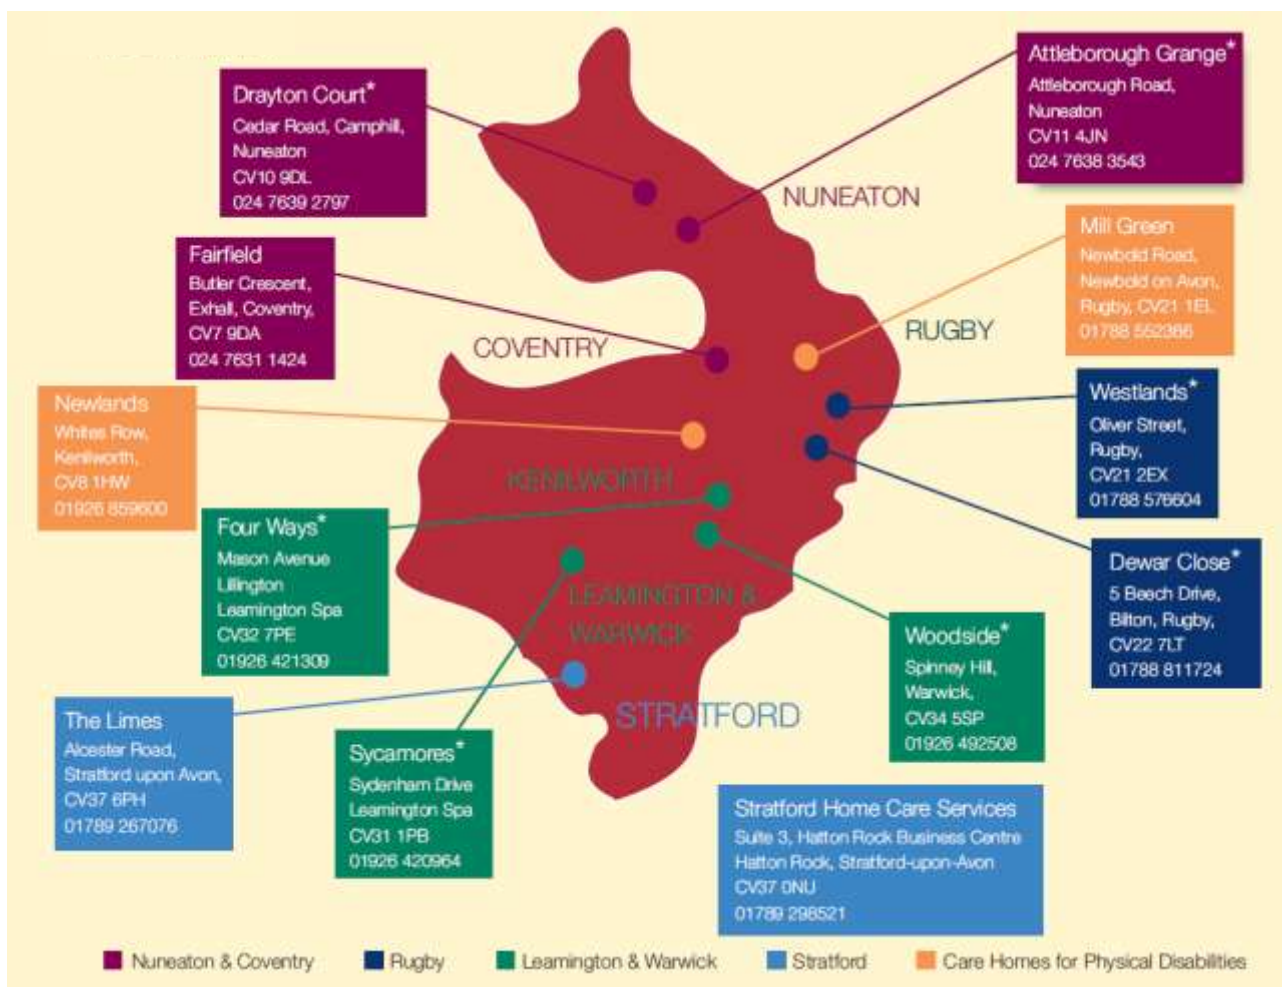 Drayton Court*
Cedar Road, Camphill,
Nuneaton
CV10 9DL
024 7639 2797
Attleborough Grange*
Attleborough Road,
Nuneaton
CV11 4JN
024 7638 3543
NUNEATON
Fairfield
Butler Crescent,
Exhall, Coventry,
CV7 9DA
024 7631 1424
Mill Green
Newbold Road,
Newbold on Avon,
Rugby, CV21 1EL
01788 552366
COVENTRY
RUGBY
Newlands
Whites Row,
Kenilworth,
CV8 1HW
01926 859600
Westlands*
Oliver Street,
Rugby,
CV21 2EX
01788 576604
KENILWORTH
Four Ways*
Mason Avenue
Lillington
Leamington Spa
CV32 7PE
01926 421309
Dewar Close*
5 Beech Drive,
Bilton, Rugby,
CV22 7LT
01788 811724
LEAMINGTON &
WARWICK
Woodside*
Spinney Hill,
Warwick,
CV34 5SP
01926 492508
STRATFORD
The Limes
Alcester Road,
Stratford upon Avon,
CV37 6PH
01789 267076
Sycamores*
Sydenham Drive
Leamington Spa
CV31 1PB
01926 420964
Stratford Home Care Services
Suite 3, Hatton Rock Business Centre
Hatton Rock, Stratford-upon-Avon
CV37 0NU
01789 298521
Nuneaton & Coventry
Rugby
Leamington & Warwick
Stratford
Care Homes for Physical Disabilities